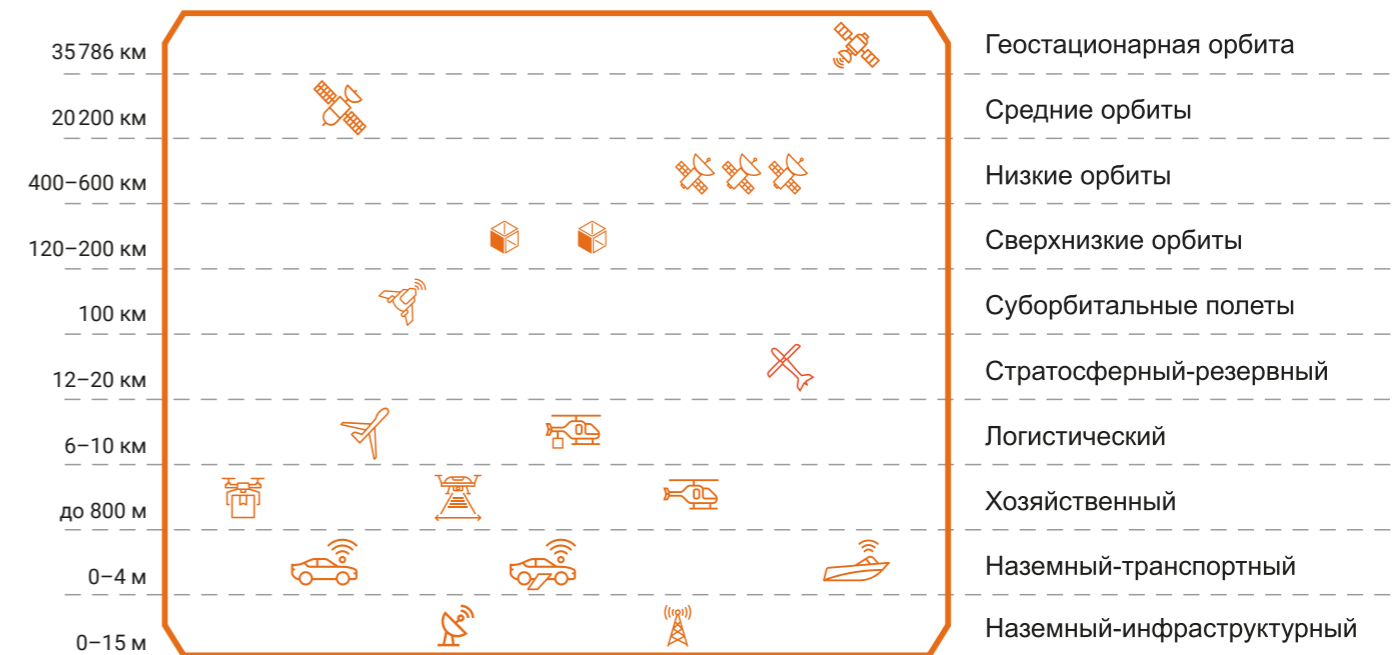 35 786 км
Геостационарная орбита
20 200 км
Средние орбиты
400–600 км
Низкие орбиты
120–200 км
Сверхнизкие орбиты
100 км
Суборбитальные полеты
12–20 км
Стратосферный-резервный
6–10 км
Логистический
до 800 м
Хозяйственный
0–4 м
Наземный-транспортный
0–15 м
Наземный-инфраструктурный